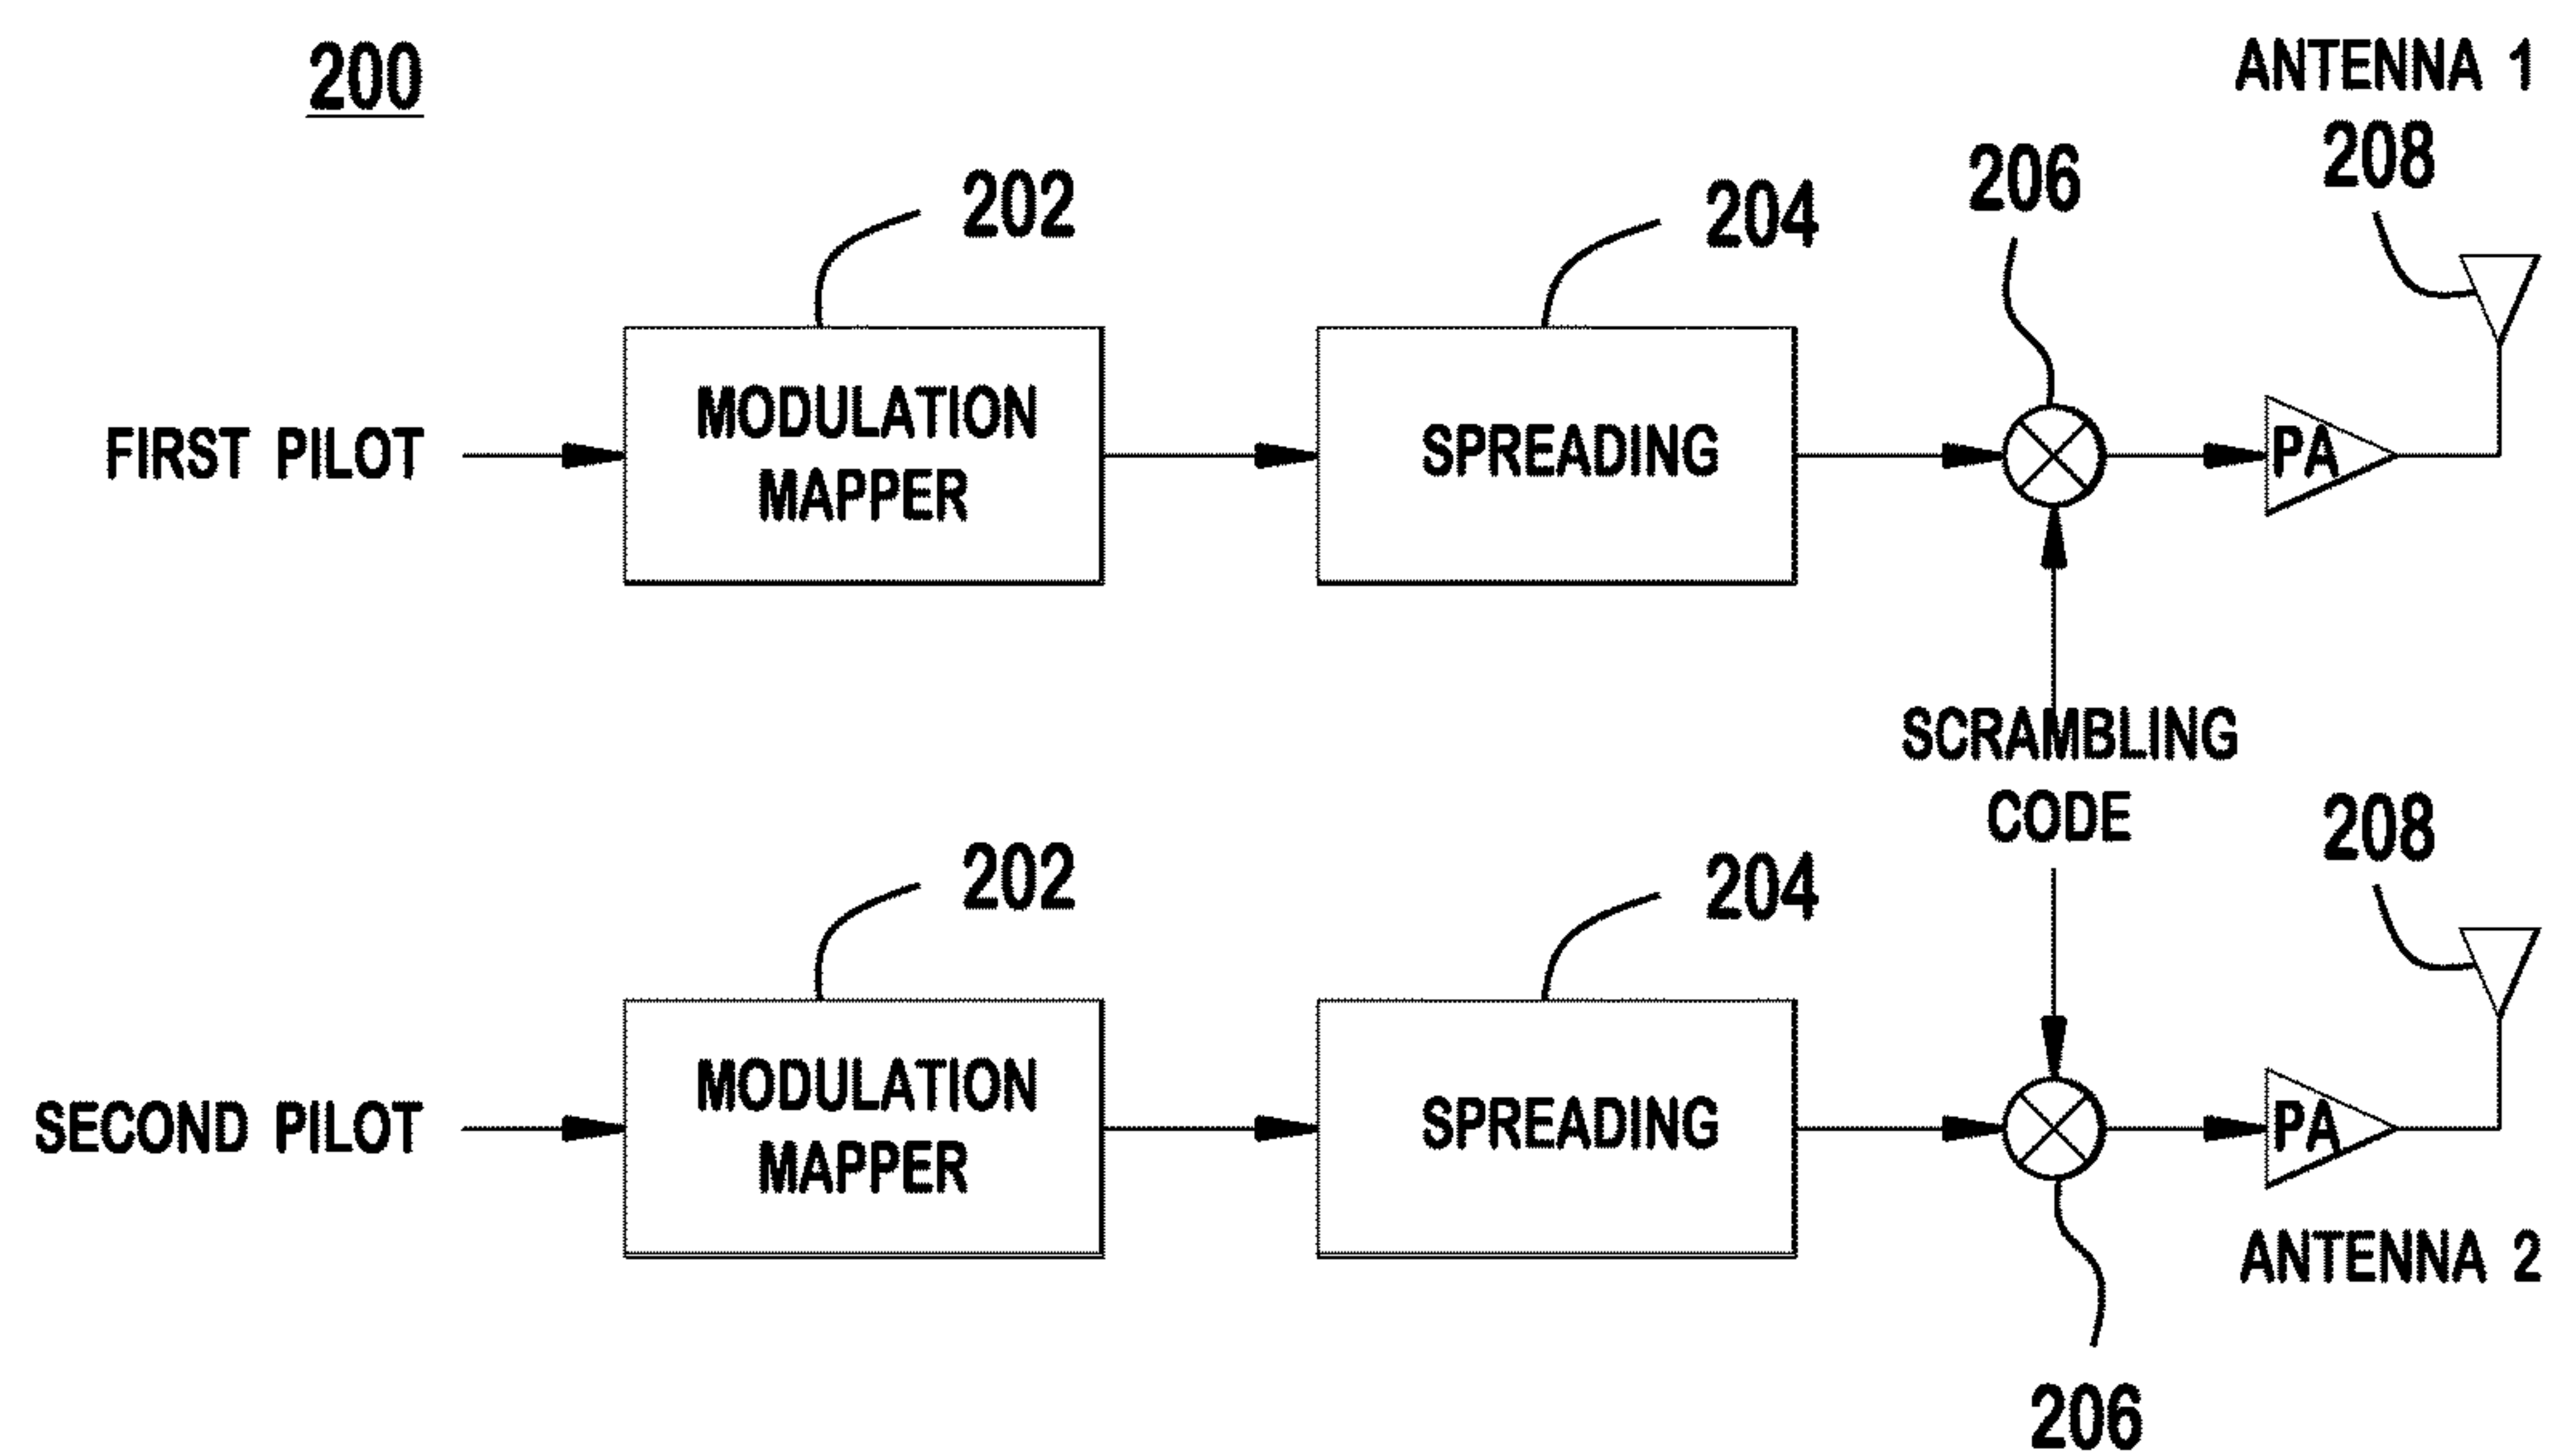 200
ANTENNA 1
208
202
204
206
FIRST PILOT
MODULATION
MAPPER
SPREADING
PA
SCRAMBLING
CODE
202
204
208
SECOND PILOT
MODULATION
MAPPER
SPREADING
PA
ANTENNA 2
206